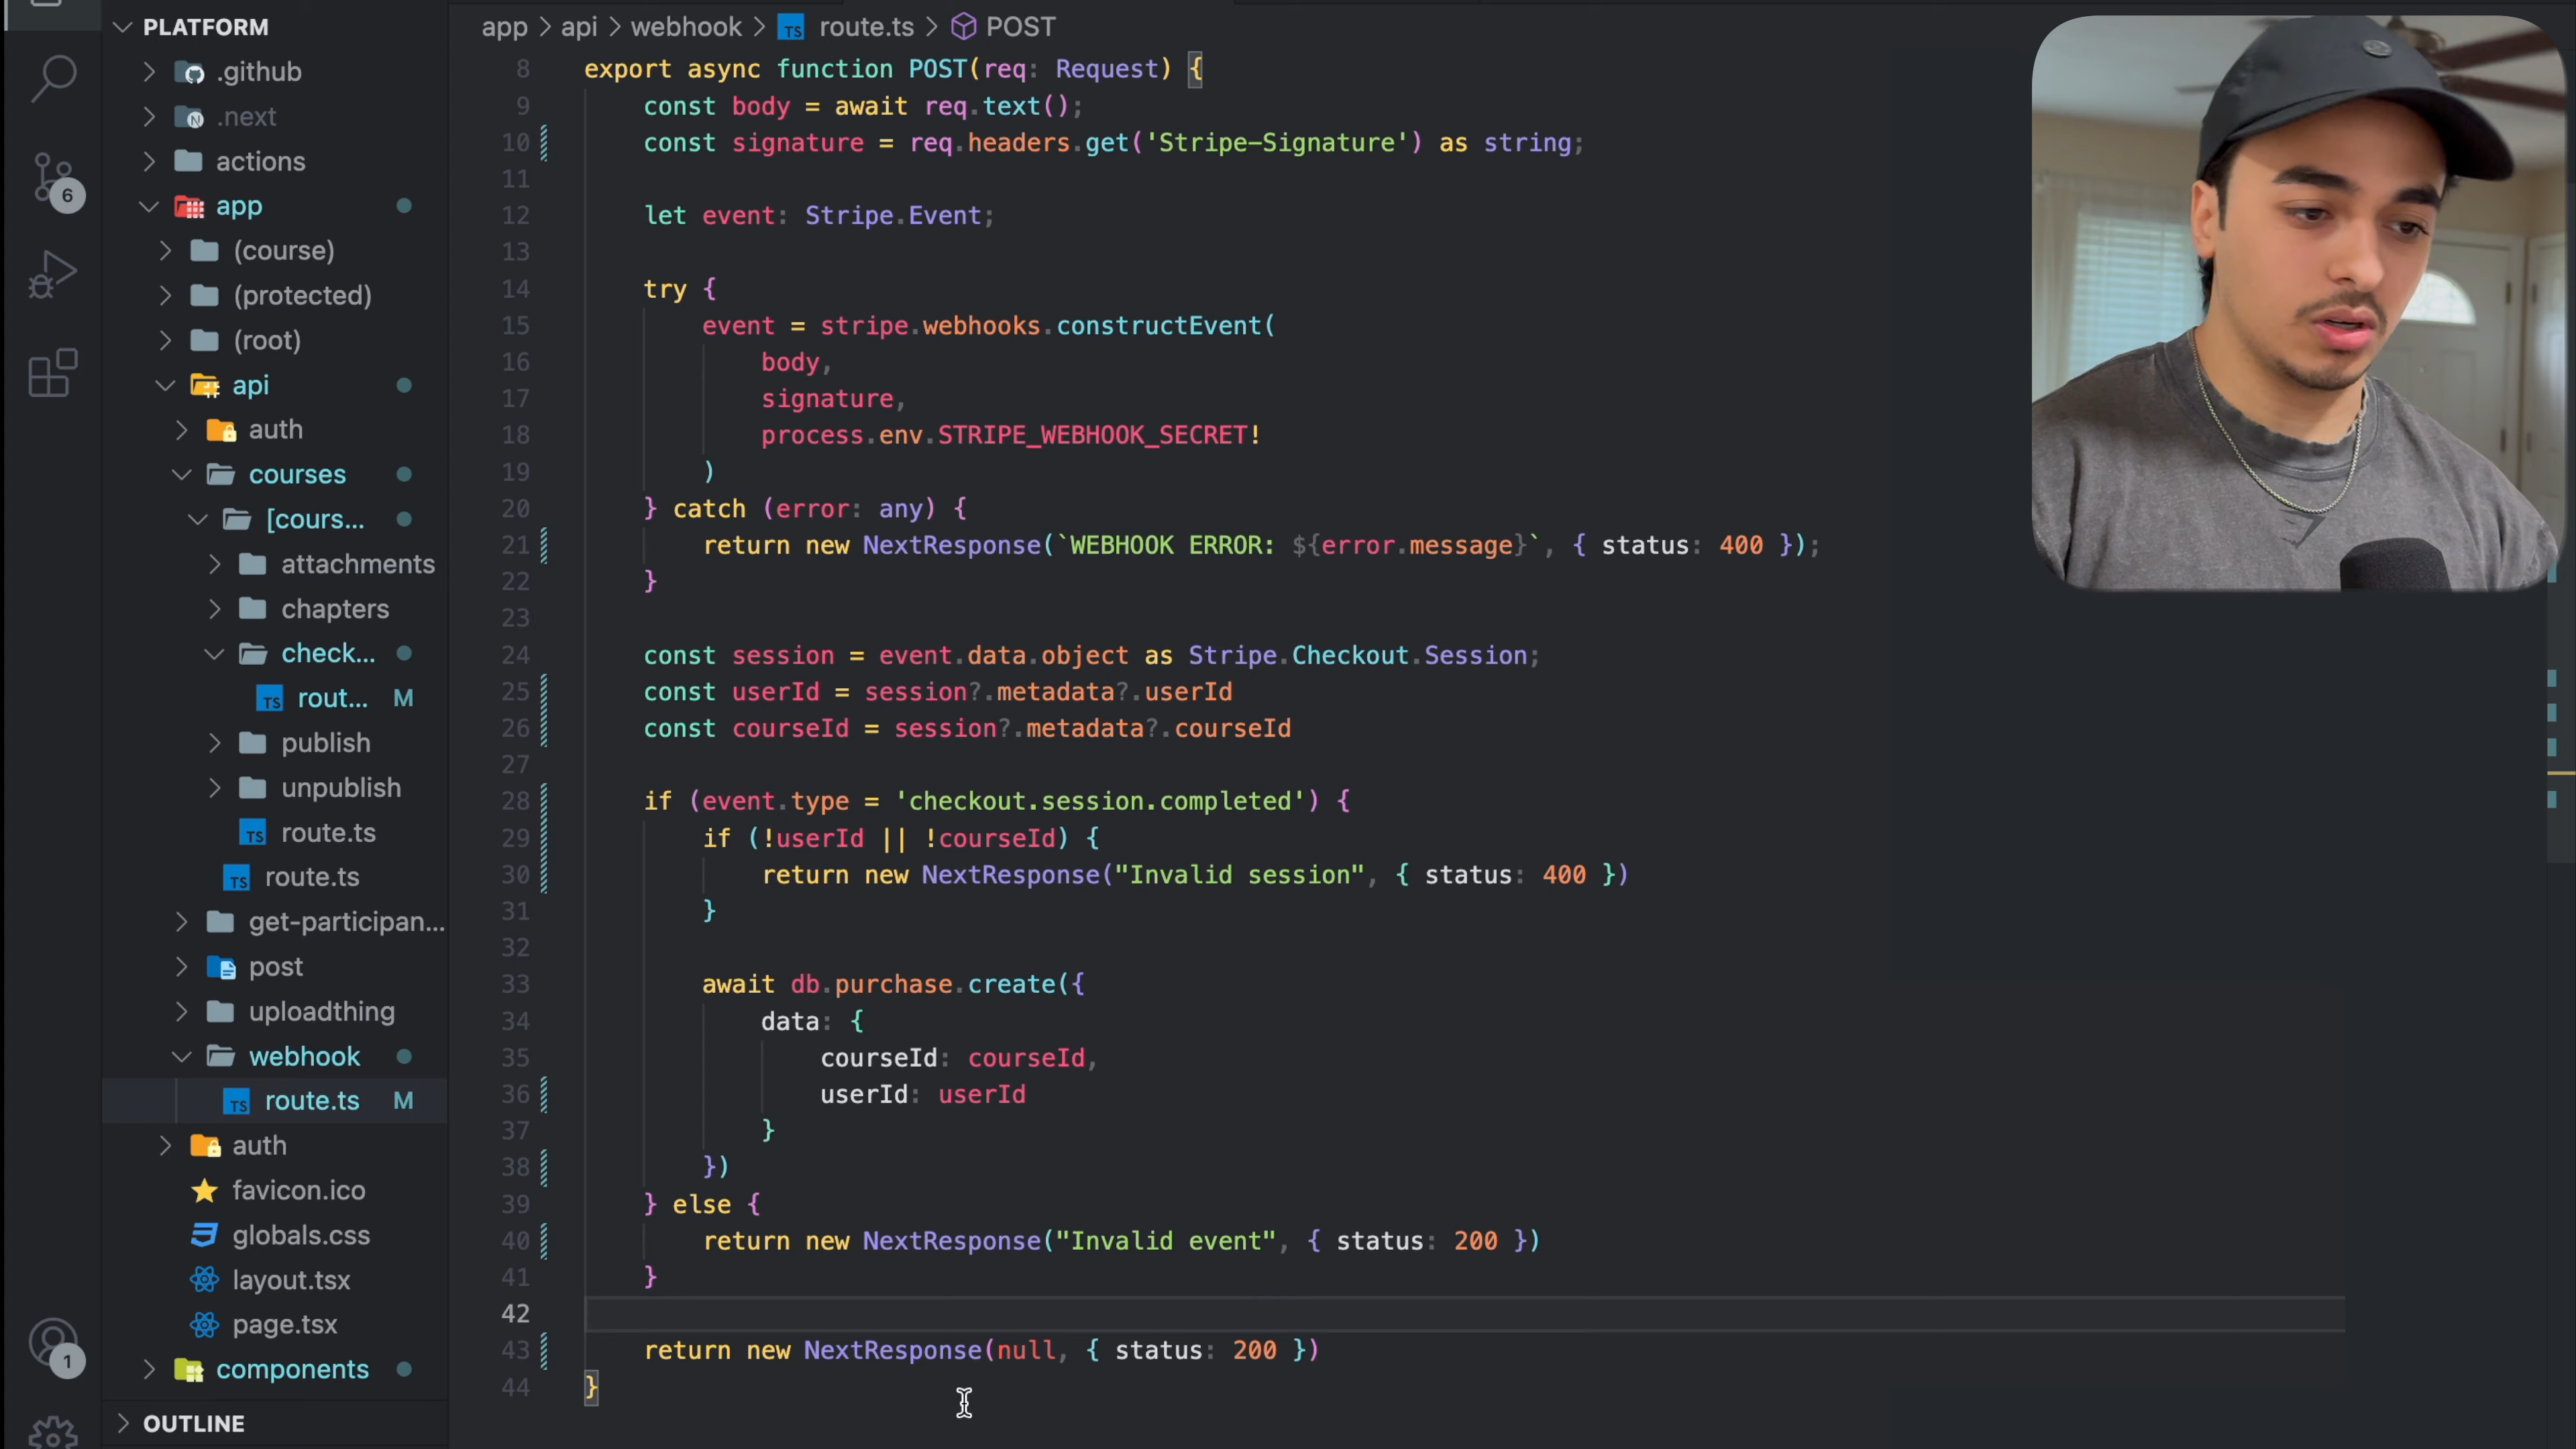 PLATFORM
.github
.next
actions
app
(course)
(protected)
(root)
api
auth
courses
[cours...
attachments
chapters
check...
rout... M
publish
unpublish
route.ts
route.ts
get-participan...
post
uploadthing
webhook
route.ts M
auth
favicon.ico
globals.css
layout.tsx
page.tsx
components
OUTLINE
6
1
app > api > webhook > TS route.ts > POST
8 export async function POST(req: Request) {
9 const body = await req.text();
10 const signature = req.headers.get('Stripe-Signature') as string;
11
12 let event: Stripe.Event;
13
14 try {
15 event = stripe.webhooks.constructEvent(
16 body,
17 signature,
18 process.env.STRIPE_WEBHOOK_SECRET!
19 )
20 } catch (error: any) {
21 return new NextResponse(`WEBHOOK ERROR: ${error.message}`, { status: 400 });
22 }
23
24 const session = event.data.object as Stripe.Checkout.Session;
25 const userId = session?.metadata?.userId
26 const courseId = session?.metadata?.courseId
27
28 if (event.type = 'checkout.session.completed') {
29 if (!userId || !courseId) {
30 return new NextResponse("Invalid session", { status: 400 })
31 }
32
33 await db.purchase.create({
34 data: {
35 courseId: courseId,
36 userId: userId
37 }
38 })
39 } else {
40 return new NextResponse("Invalid event", { status: 200 })
41 }
42
43 return new NextResponse(null, { status: 200 })
44 }